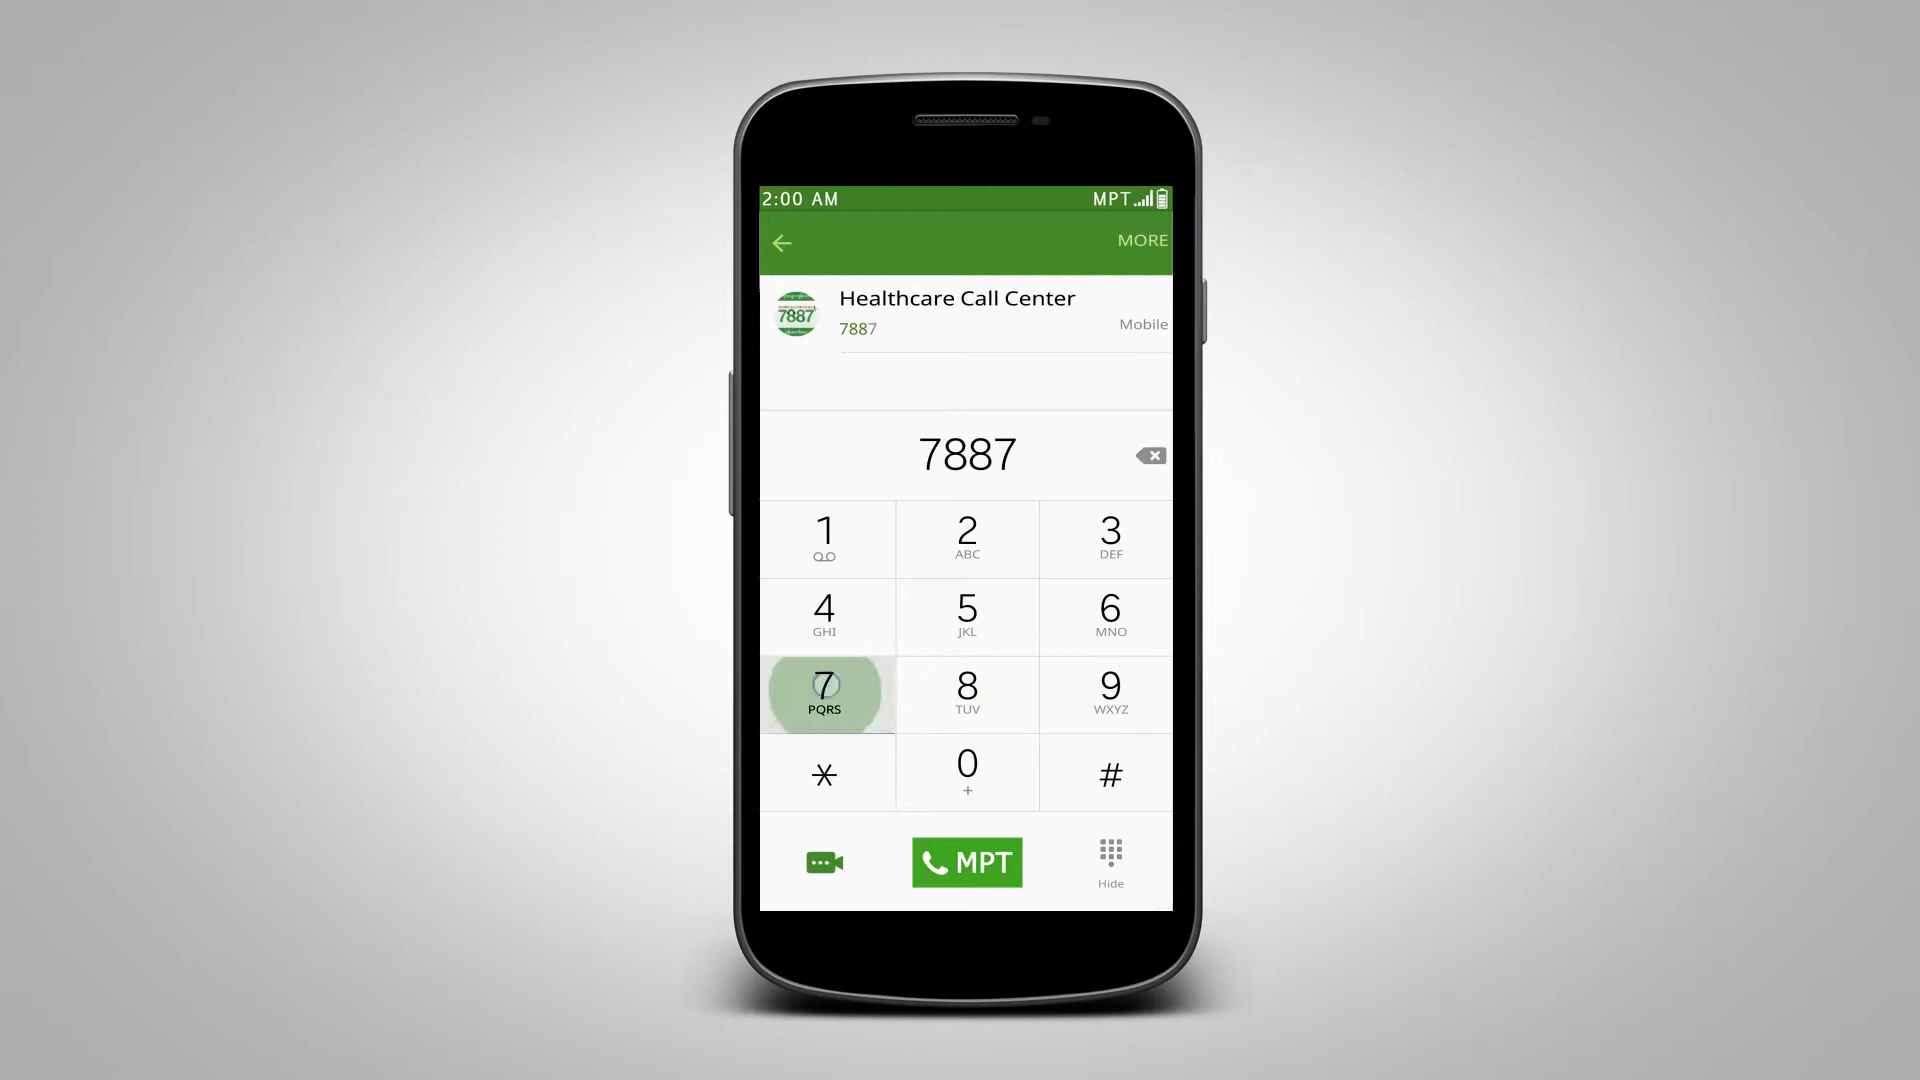 2:00 AM
MPT
MORE
Healthcare Call Center
7887
7887
Mobile
7887
1
2
ABC
3
DEF
4
GHI
5
JKL
6
MNO
7
PQRS
8
TUV
9
WXYZ
*
0
+
#
MPT
Hide